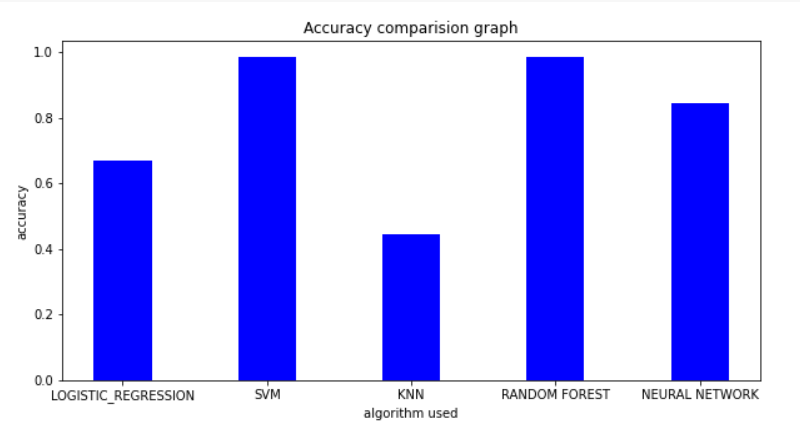 Accuracy comparision graph
1.0
0.8
0.6
0.4
0.2
0.0
accuracy
LOGISTIC_REGRESSION SVM KNN RANDOM FOREST NEURAL NETWORK
algorithm used